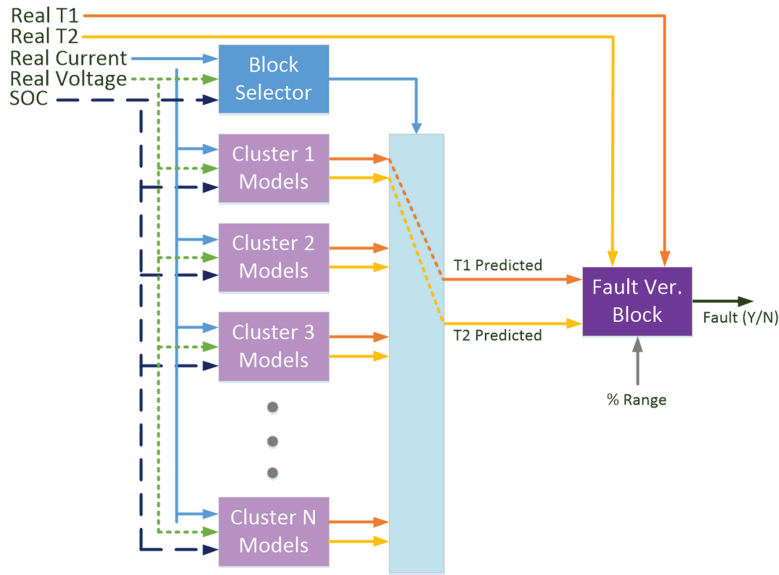 Real T1
Real T2
Real Current
Real Voltage
SOC
Block
Selector
Cluster 1
Models
Cluster 2
Models
Cluster 3
Models
Cluster N
Models
T1 Predicted
T2 Predicted
Fault Ver.
Block
Fault (Y/N)
% Range